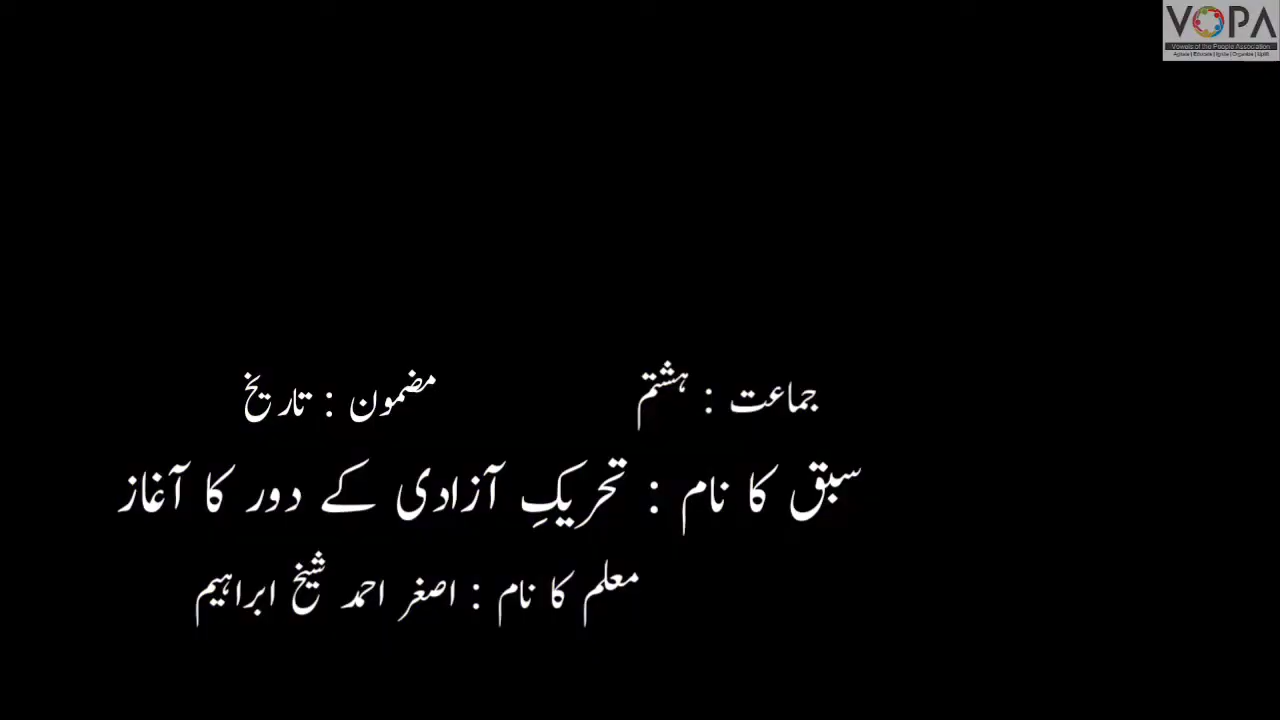 VOPA
Vowels of the People Association
جماعت : ہشتم مضمون : تاریخ
سبق کا نام : تحریکِ آزادی کے دور کا آغاز
معلم کا نام : اصغر احمد شیخ ابراہیم